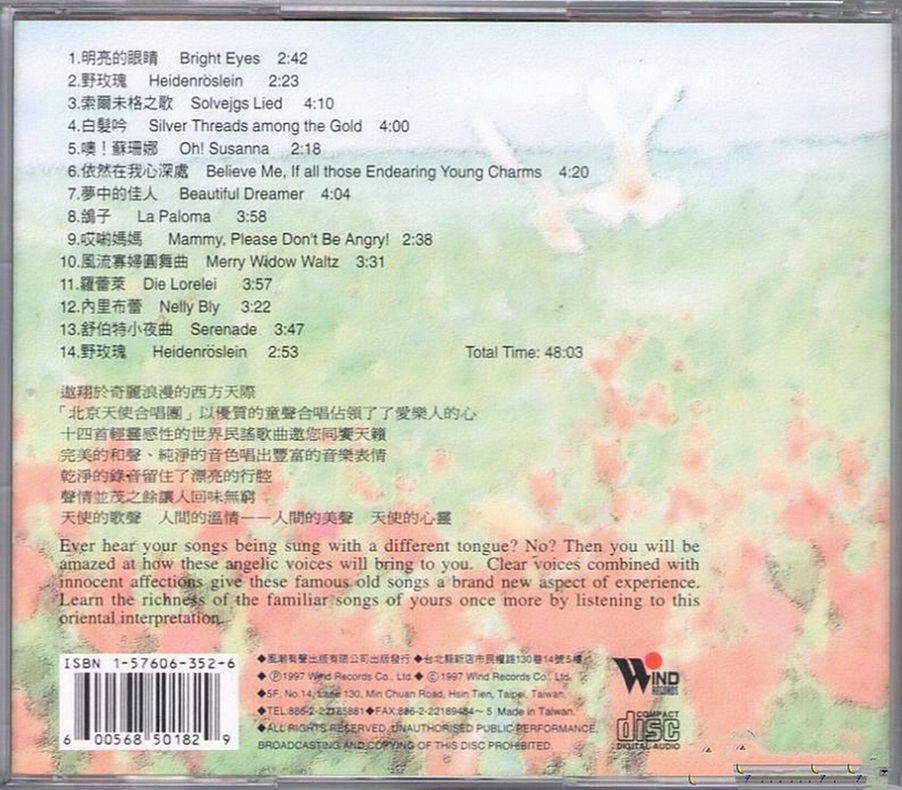 1.明亮的眼睛 Bright Eyes 2:42
2.野玫瑰 Heidenröslein 2:23
3.索爾未格之歌 Solvejgs Lied 4:10
4.白髮吟 Silver Threads among the Gold 4:00
5.噢！蘇珊娜 Oh! Susanna 2:18
6.依然在我心深處 Believe Me, If all those Endearing Young Charms 4:20
7.夢中的佳人 Beautiful Dreamer 4:04
8.鴿子 La Paloma 3:58
9.哎喲媽媽 Mammy, Please Don't Be Angry! 2:38
10.風流寡婦圓舞曲 Merry Widow Waltz 3:31
11.羅蕾萊 Die Lorelei 3:57
12.內里布蕾 Nelly Bly 3:22
13.舒伯特小夜曲 Serenade 3:47
14.野玫瑰 Heidenröslein 2:53 Total Time: 48:03
遨翔於奇麗浪漫的西方天際
「北京天使合唱團」以優質的童聲合唱佔領了了愛樂人的心
十四首輕靈感性的世界民謠歌曲邀您同饗天籟
完美的和聲、純淨的音色唱出豐富的音樂表情
乾淨的錄音留住了漂亮的行腔
聲情並茂之餘讓人回味無窮
天使的歌聲 人間的溫情——人間的美聲 天使的心靈
Ever hear your songs being sung with a different tongue? No? Then you will be
amazed at how these angelic voices will bring to you. Clear voices combined with
innocent affections give these famous old songs a brand new aspect of experience.
Learn the richness of the familiar songs of yours once more by listening to this
oriental interpretation.
ISBN 1-57606-352-6
6 00568 50182 9
◆風潮有聲出版有限公司出版發行 ◆台北縣新店市民權路130巷14號5樓
◆ Ⓟ1997 Wind Records Co., Ltd. ◆ ©1997 Wind Records Co., Ltd.
◆5F, No.14, Lane 130, Min Chuan Road, Hsin Tien, Taipei, Taiwan.
◆TEL:886-2-22185881◆FAX:886-2-22189484～5 Made in Taiwan.
◆ALL RIGHTS RESERVED. UNAUTHORISED PUBLIC PERFORMANCE,
BROADCASTING AND COPYING OF THIS DISC PROHIBITED.
WIND
RECORDS
COMPACT
disc
DIGITAL AUDIO